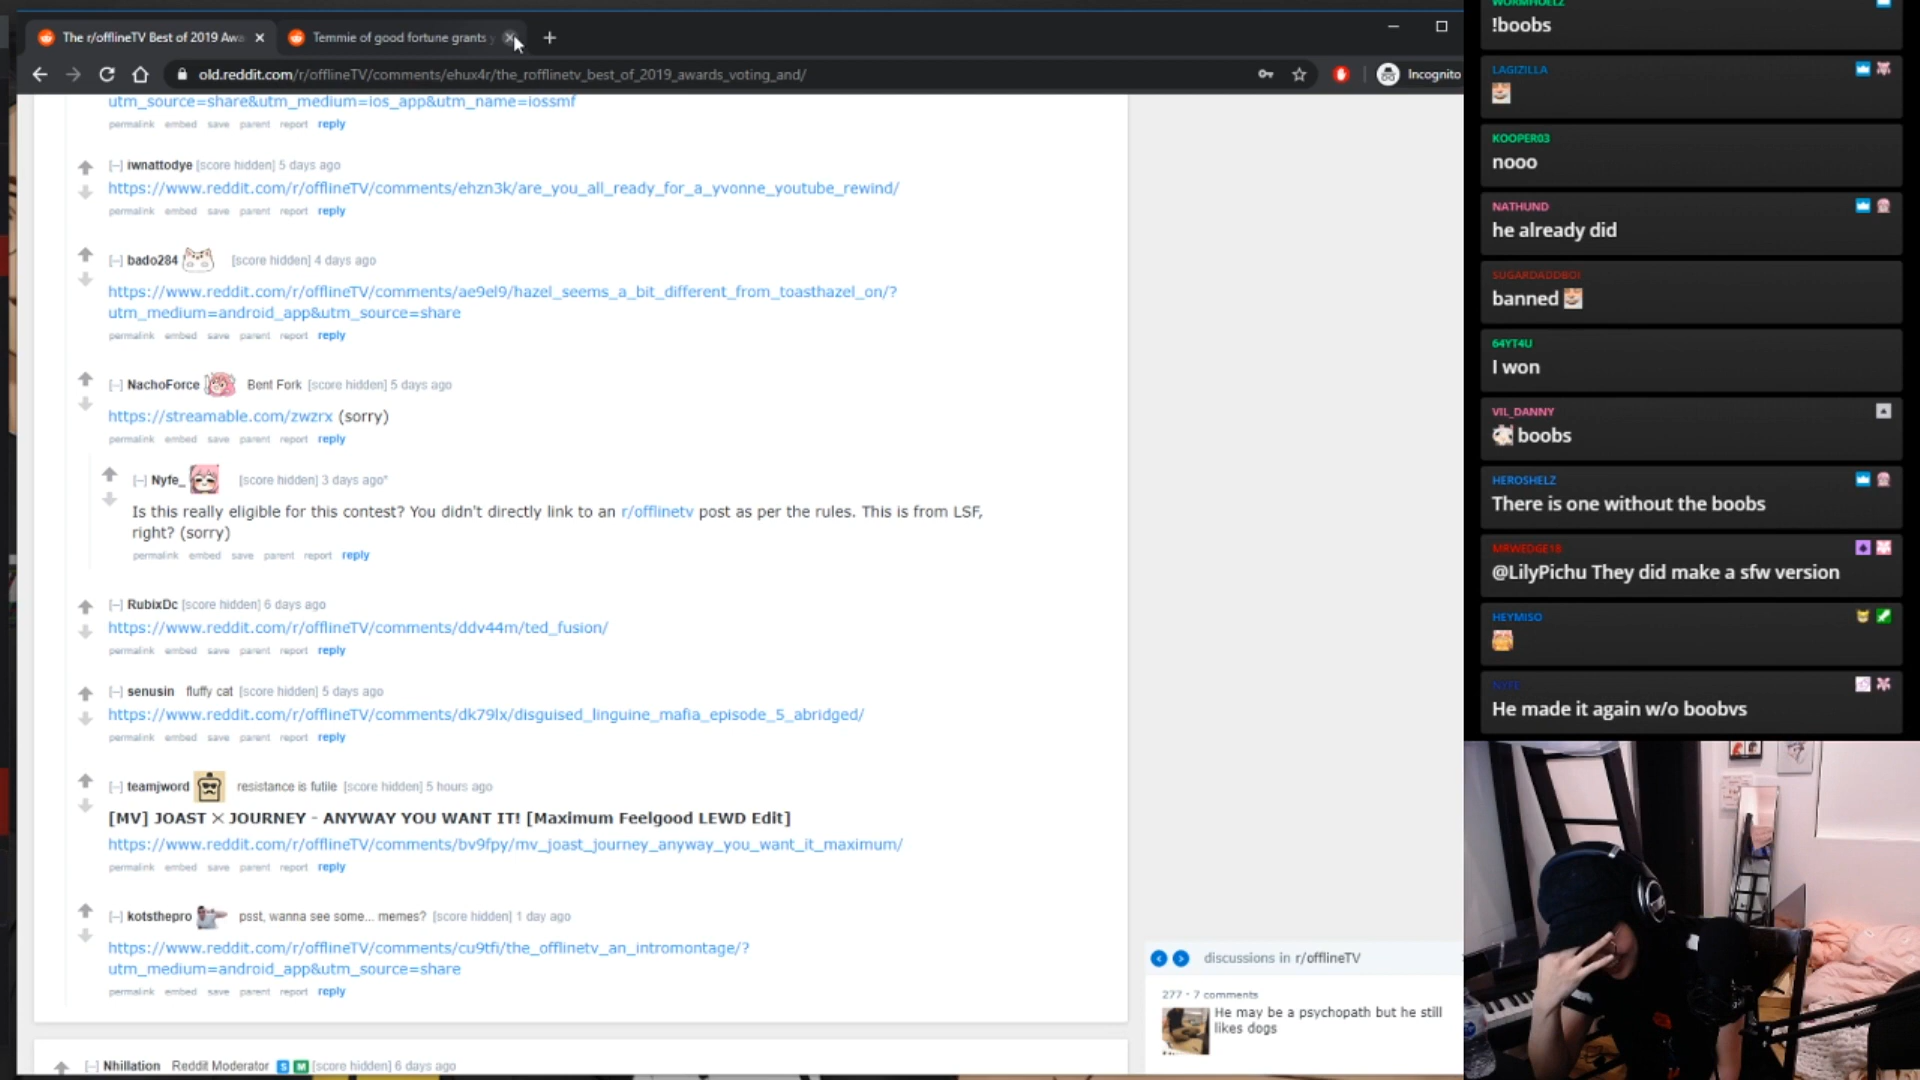 The r/offlineTV Best of 2019 Awa
Temmie of good fortune grants y
old.reddit.com/r/offlineTV/comments/ehux4r/the_rofflinetv_best_of_2019_awards_voting_and/
Incognito
utm_source=share&utm_medium=ios_app&utm_name=iossmf
permalink embed save parent report reply
[–] iwnattodye [score hidden] 5 days ago
https://www.reddit.com/r/offlineTV/comments/ehzn3k/are_you_all_ready_for_a_yvonne_youtube_rewind/
permalink embed save parent report reply
[–] bado284 [score hidden] 4 days ago
https://www.reddit.com/r/offlineTV/comments/ae9el9/hazel_seems_a_bit_different_from_toasthazel_on/?
utm_medium=android_app&utm_source=share
permalink embed save parent report reply
[–] NachoForce Bent Fork [score hidden] 5 days ago
https://streamable.com/zwzrx (sorry)
permalink embed save parent report reply
[–] Nyfe_ [score hidden] 3 days ago*
Is this really eligible for this contest? You didn't directly link to an r/offlinetv post as per the rules. This is from LSF,
right? (sorry)
permalink embed save parent report reply
[–] RubixDc [score hidden] 6 days ago
https://www.reddit.com/r/offlineTV/comments/ddv44m/ted_fusion/
permalink embed save parent report reply
[–] senusin fluffy cat [score hidden] 5 days ago
https://www.reddit.com/r/offlineTV/comments/dk79lx/disguised_linguine_mafia_episode_5_abridged/
permalink embed save parent report reply
[–] teamjword resistance is futile [score hidden] 5 hours ago
[MV] JOAST × JOURNEY - ANYWAY YOU WANT IT! [Maximum Feelgood LEWD Edit]
https://www.reddit.com/r/offlineTV/comments/bv9fpy/mv_joast_journey_anyway_you_want_it_maximum/
permalink embed save parent report reply
[–] kotsthepro psst, wanna see some... memes? [score hidden] 1 day ago
https://www.reddit.com/r/offlineTV/comments/cu9tfi/the_offlinetv_an_intromontage/?
utm_medium=android_app&utm_source=share
permalink embed save parent report reply
[–] Nhillation Reddit Moderator S M [score hidden] 6 days ago
discussions in r/offlineTV
277 · 7 comments
He may be a psychopath but he still
likes dogs
WORMHOELZ
!boobs
LAGIZILLA
KOOPER03
nooo
NATHUND
he already did
SUGARDADDBOI
banned
64YT4U
I won
VIL_DANNY
boobs
HEROSHELZ
There is one without the boobs
MRWEDGE18
@LilyPichu They did make a sfw version
HEYMISO
NYFE
He made it again w/o boobvs